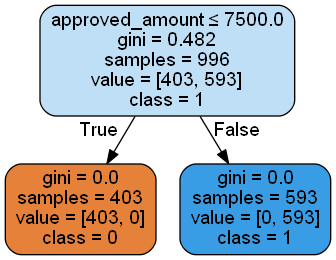 approved_amount ≤ 7500.0
gini = 0.482
samples = 996
value = [403, 593]
class = 1
True
False
gini = 0.0
samples = 403
value = [403, 0]
class = 0
gini = 0.0
samples = 593
value = [0, 593]
class = 1